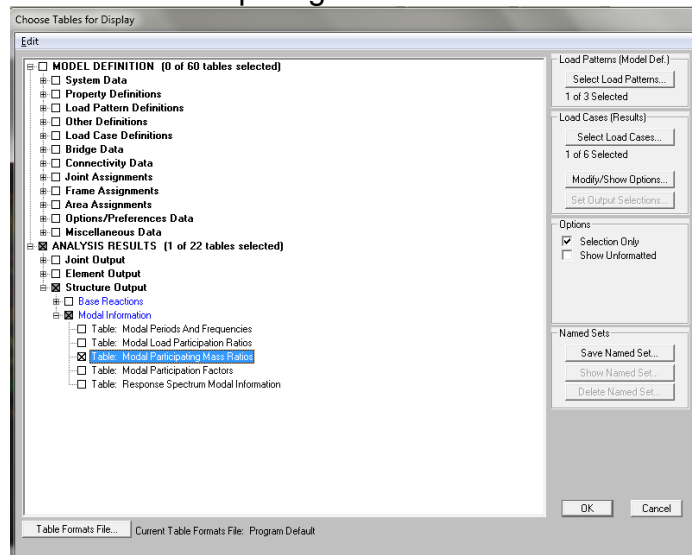 Choose Tables for Display
Edit
MODEL DEFINITION (0 of 60 tables selected)
System Data
Property Definitions
Load Pattern Definitions
Other Definitions
Load Case Definitions
Bridge Data
Connectivity Data
Joint Assignments
Frame Assignments
Area Assignments
Options/Preferences Data
Miscellaneous Data
ANALYSIS RESULTS (1 of 22 tables selected)
Joint Output
Element Output
Structure Output
Base Reactions
Modal Information
Table: Modal Periods And Frequencies
Table: Modal Load Participation Ratios
Table: Modal Participating Mass Ratios
Table: Modal Participation Factors
Table: Response Spectrum Modal Information
Load Patterns (Model Def.)
Select Load Patterns...
1 of 3 Selected
Load Cases (Results)
Select Load Cases...
1 of 6 Selected
Modify/Show Options...
Set Output Selections...
Options
Selection Only
Show Unformatted
Named Sets
Save Named Set...
Show Named Set...
Delete Named Set...
OK
Cancel
Table Formats File...
Current Table Formats File: Program Default